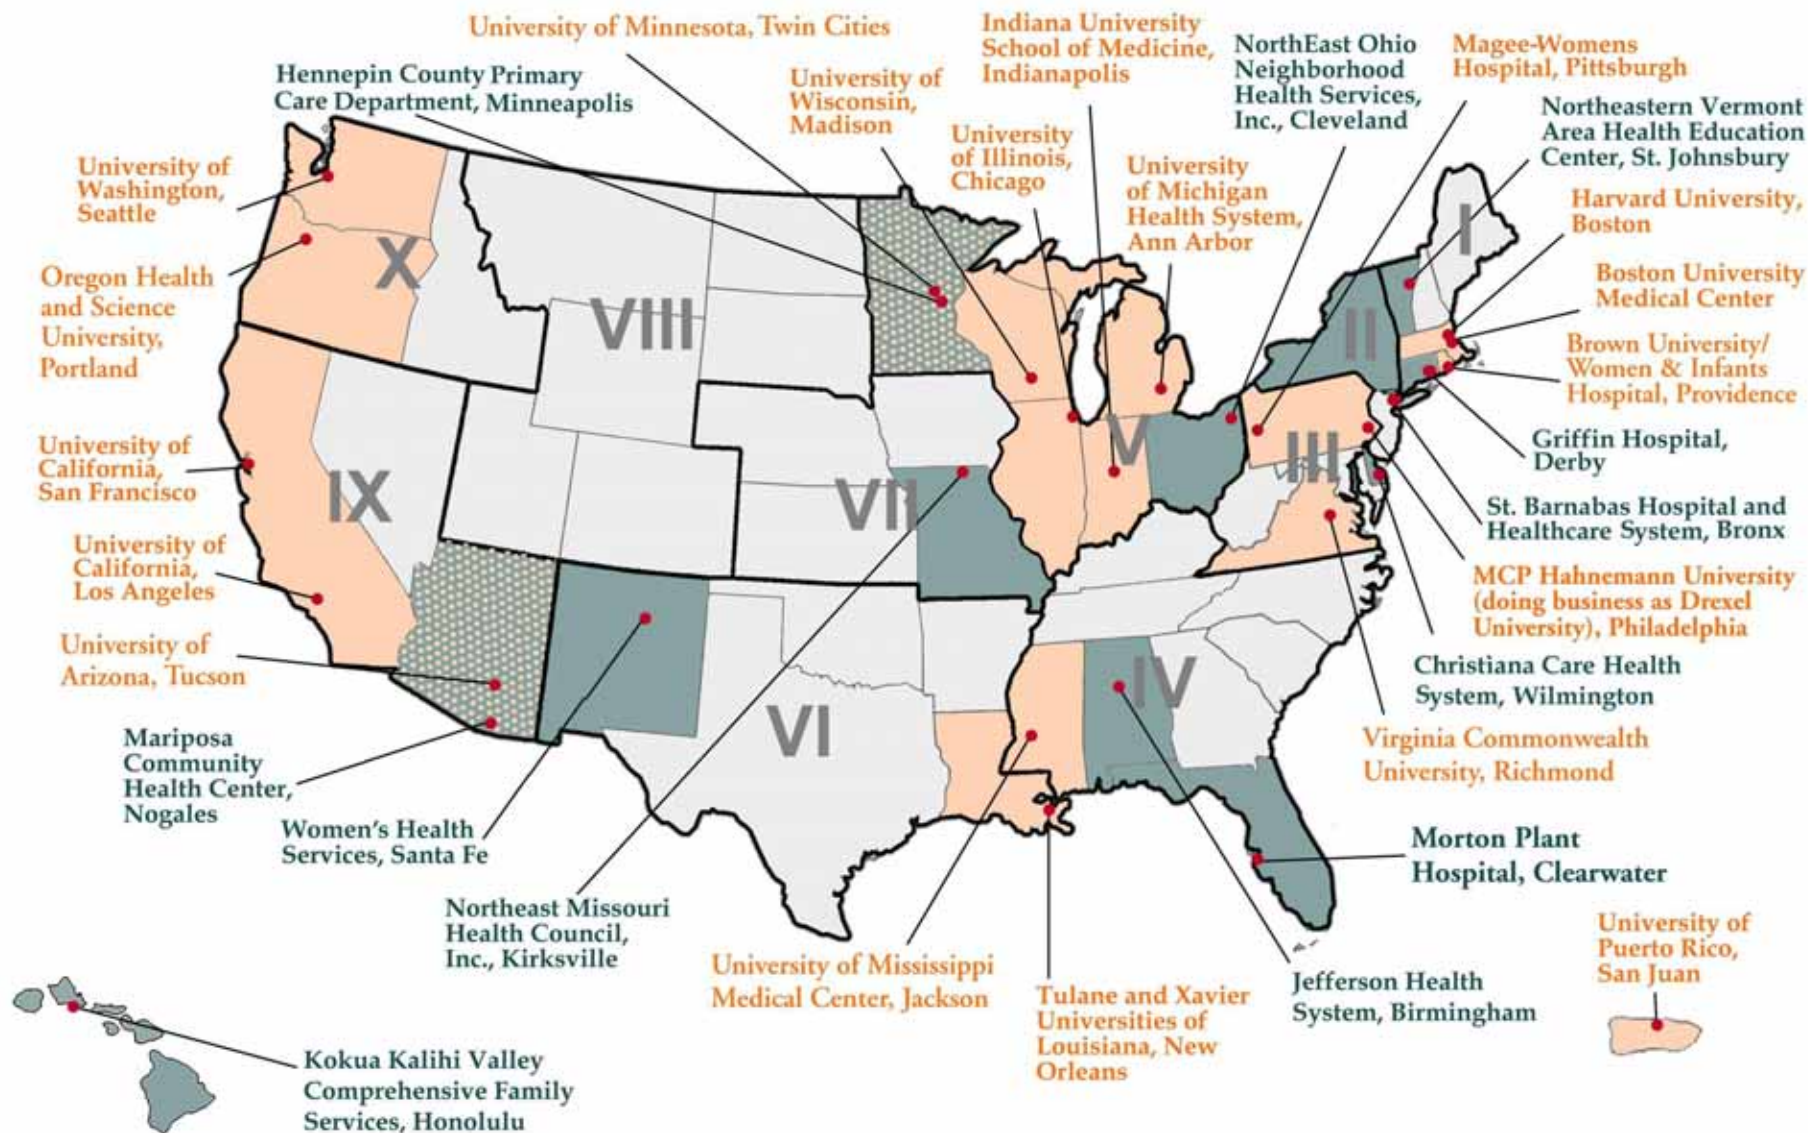 University of Minnesota, Twin Cities
Hennepin County Primary
Care Department, Minneapolis
University of
Wisconsin,
Madison
Indiana University
School of Medicine,
Indianapolis
University
of Illinois,
Chicago
University
of Michigan
Health System,
Ann Arbor
NorthEast Ohio
Neighborhood
Health Services,
Inc., Cleveland
Magee-Womens
Hospital, Pittsburgh
Northeastern Vermont
Area Health Education
Center, St. Johnsbury
Harvard University,
Boston
Boston University
Medical Center
Brown University/
Women & Infants
Hospital, Providence
Griffin Hospital,
Derby
St. Barnabas Hospital and
Healthcare System, Bronx
MCP Hahnemann University
(doing business as Drexel
University), Philadelphia
Christiana Care Health
System, Wilmington
Virginia Commonwealth
University, Richmond
Morton Plant
Hospital, Clearwater
University of
Puerto Rico,
San Juan
Jefferson Health
System, Birmingham
Tulane and Xavier
Universities of
Louisiana, New
Orleans
University of Mississippi
Medical Center, Jackson
Northeast Missouri
Health Council,
Inc., Kirksville
Women's Health
Services, Santa Fe
Mariposa
Community
Health Center,
Nogales
University of
Arizona, Tucson
University of
California,
Los Angeles
University of
California,
San Francisco
Oregon Health
and Science
University,
Portland
University of
Washington,
Seattle
Kokua Kalihi Valley
Comprehensive Family
Services, Honolulu
I
II
III
IV
V
VI
VII
VIII
IX
X